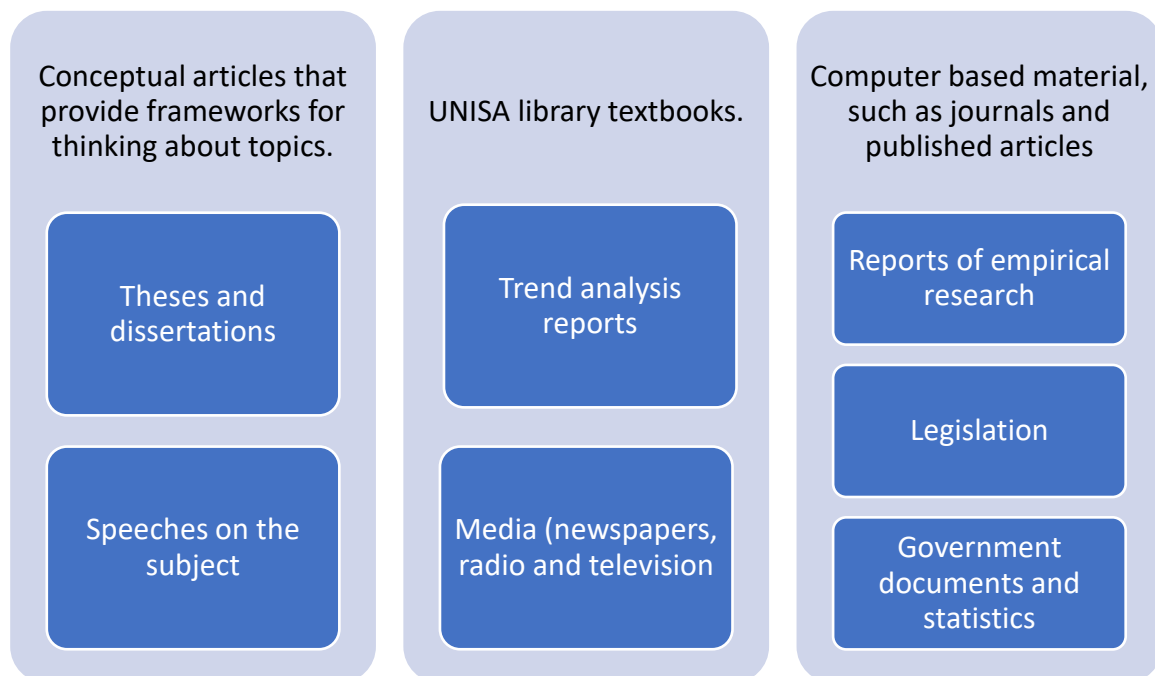 Conceptual articles that
provide frameworks for
thinking about topics.
Theses and
dissertations
Speeches on the
subject
UNISA library textbooks.
Trend analysis
reports
Media (newspapers,
radio and television
Computer based material,
such as journals and
published articles
Reports of empirical
research
Legislation
Government
documents and
statistics